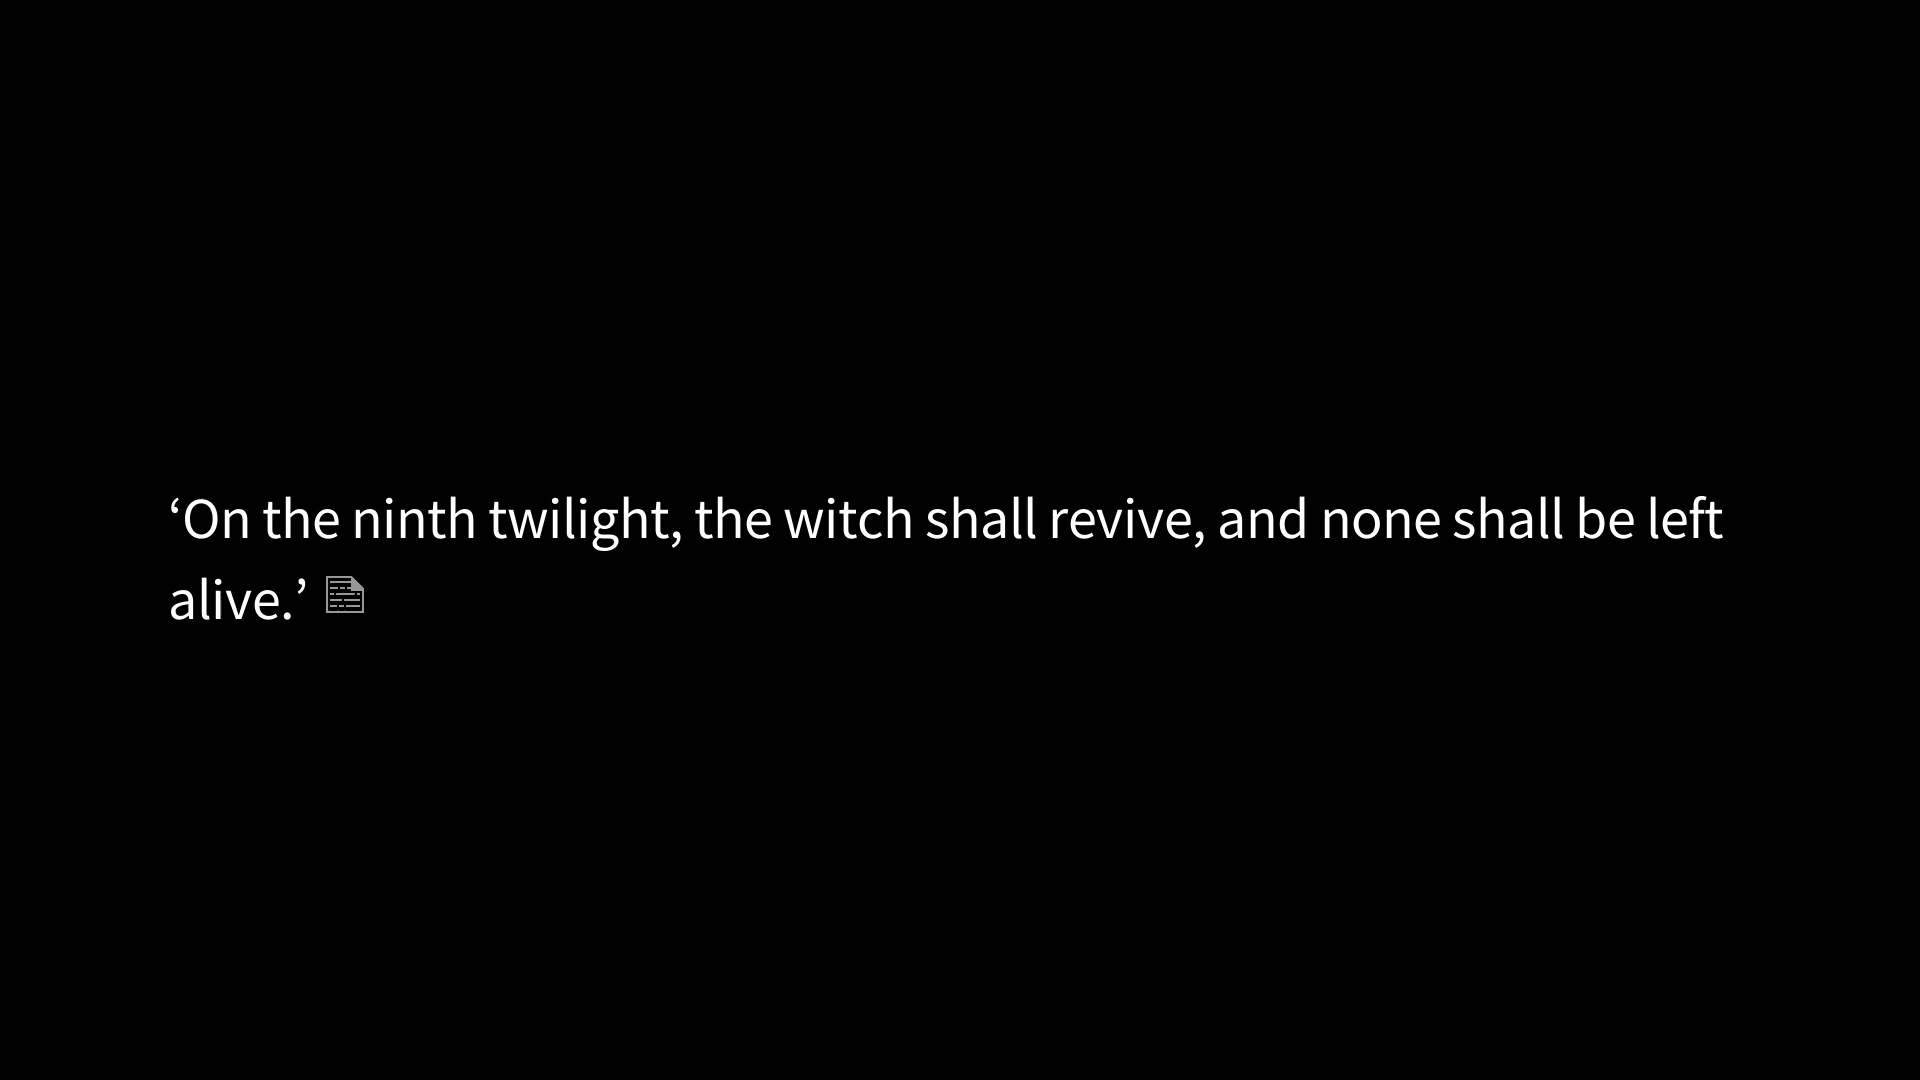 ‘On the ninth twilight, the witch shall revive, and none shall be left
alive.’